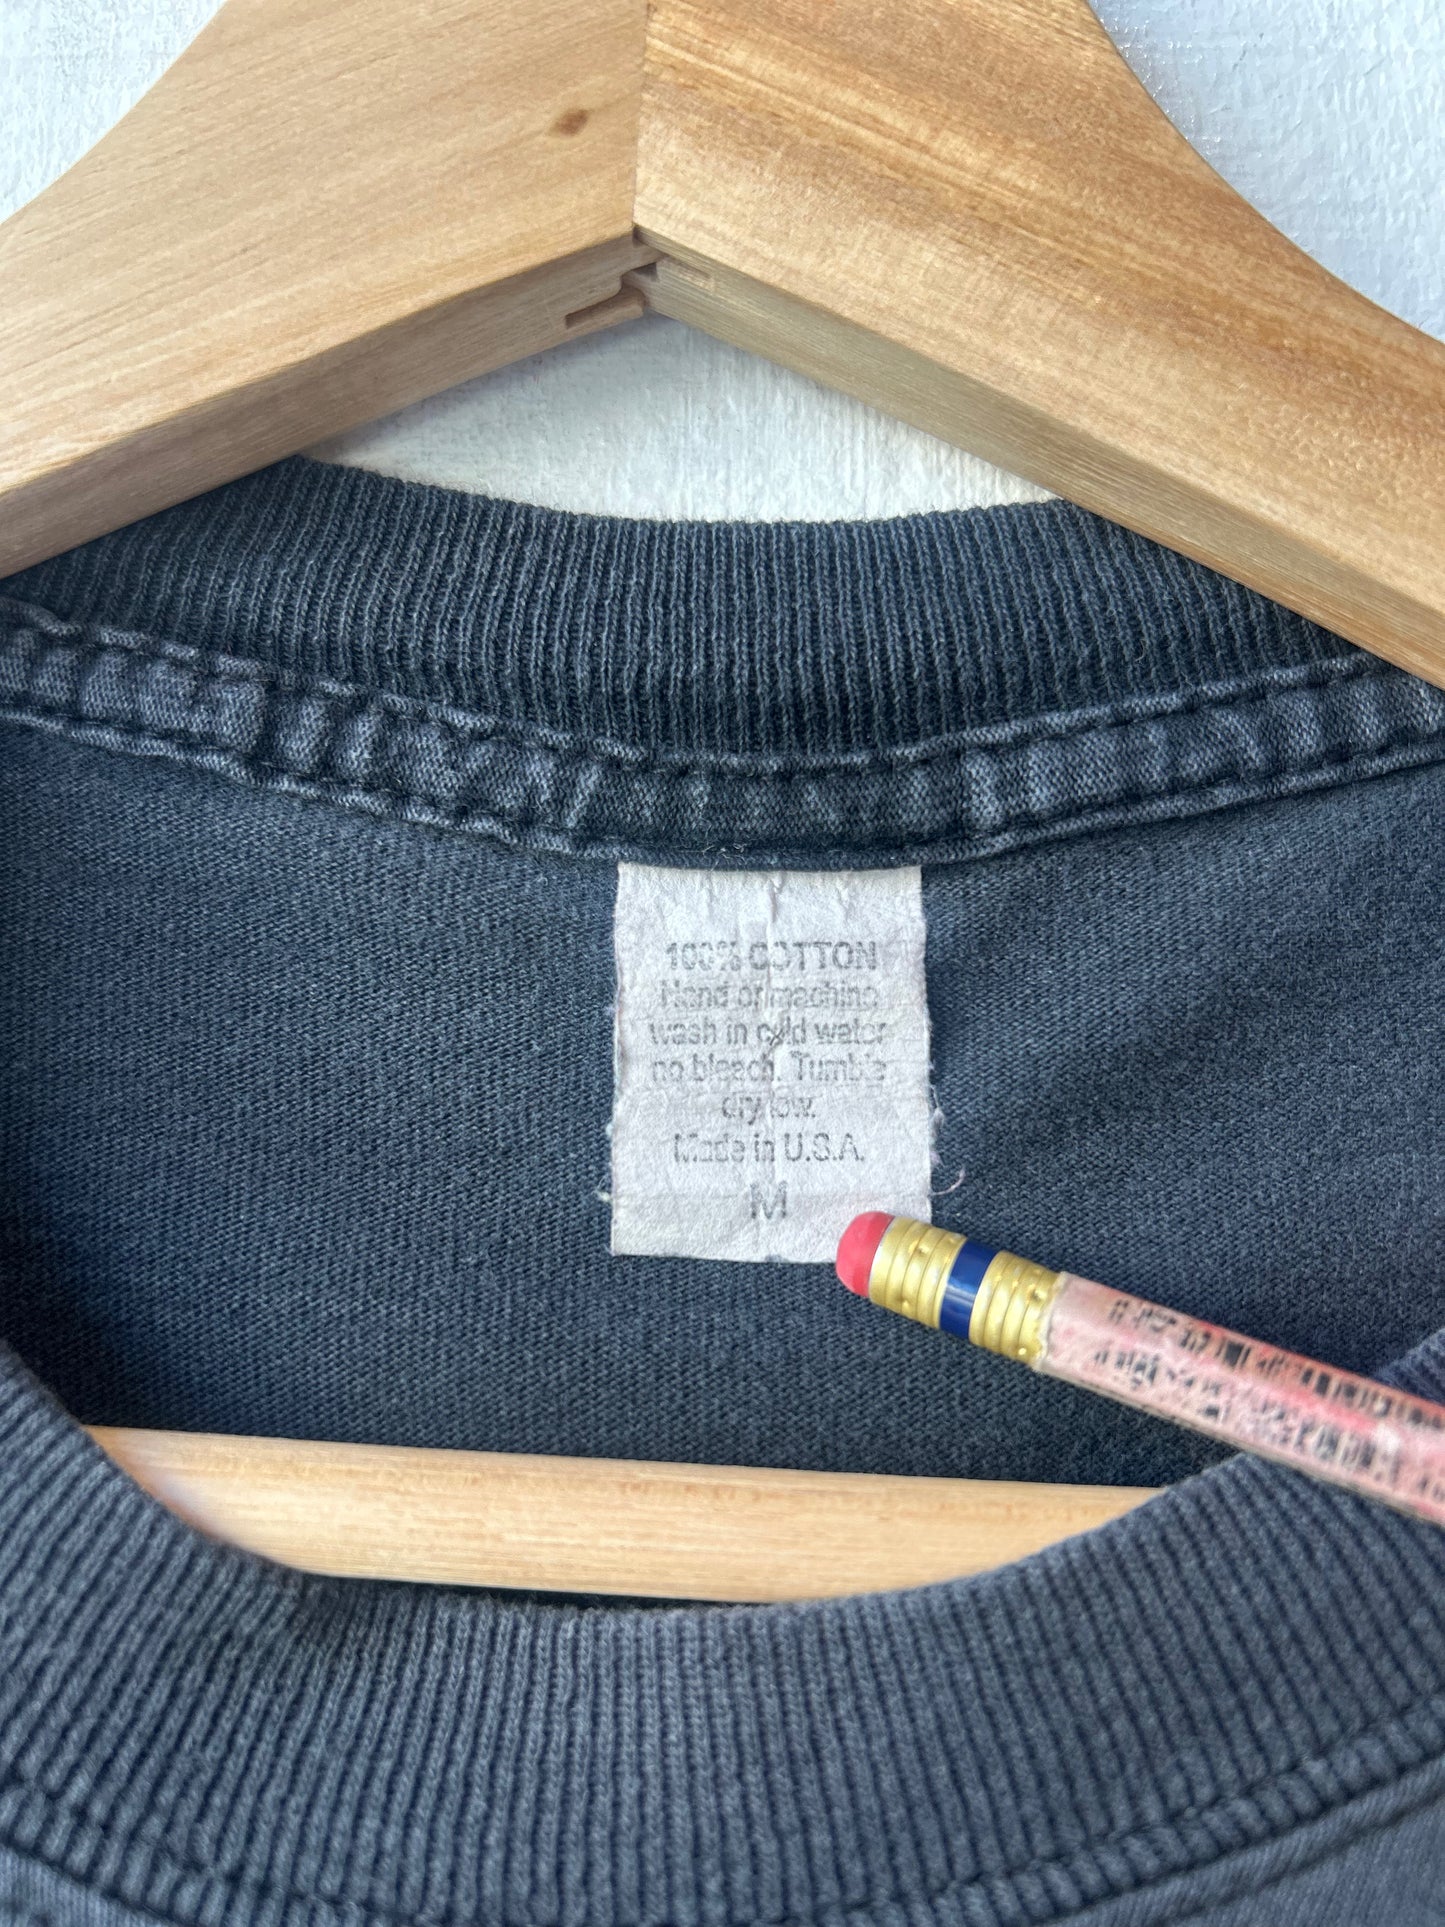 100% COTTON
Hand or machine
wash in cold water
no bleach. Tumble
dry low.
Made in U.S.A.
M